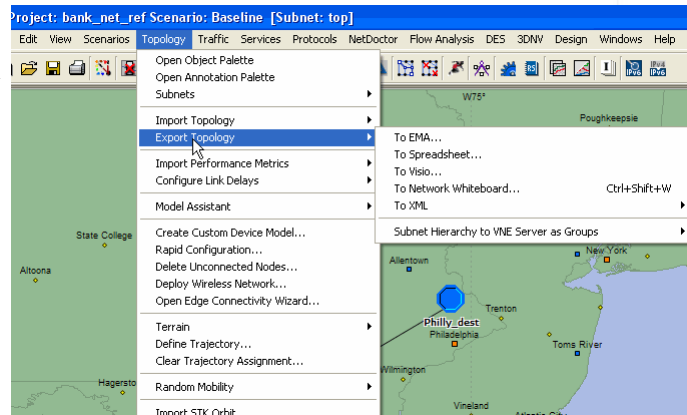 Project: bank_net_ref Scenario: Baseline [Subnet: top]
Edit View Scenarios Topology Traffic Services Protocols NetDoctor Flow Analysis DES 3DNV Design Windows Help
Open Object Palette
Open Annotation Palette
Subnets
Import Topology
Export Topology
Import Performance Metrics
Configure Link Delays
Model Assistant
Create Custom Device Model...
Rapid Configuration...
Delete Unconnected Nodes...
Deploy Wireless Network...
Open Edge Connectivity Wizard...
Terrain
Define Trajectory...
Clear Trajectory Assignment...
Random Mobility
Import STK Orbit
To EMA...
To Spreadsheet...
To Visio...
To Network Whiteboard... Ctrl+Shift+W
To XML
Subnet Hierarchy to VNE Server as Groups
W75°
Poughkeepsie
State College
Altoona
Allentown
New York
Trenton
Philly_dest
Philadelphia
Toms River
Wilmington
Hagersto
Vineland